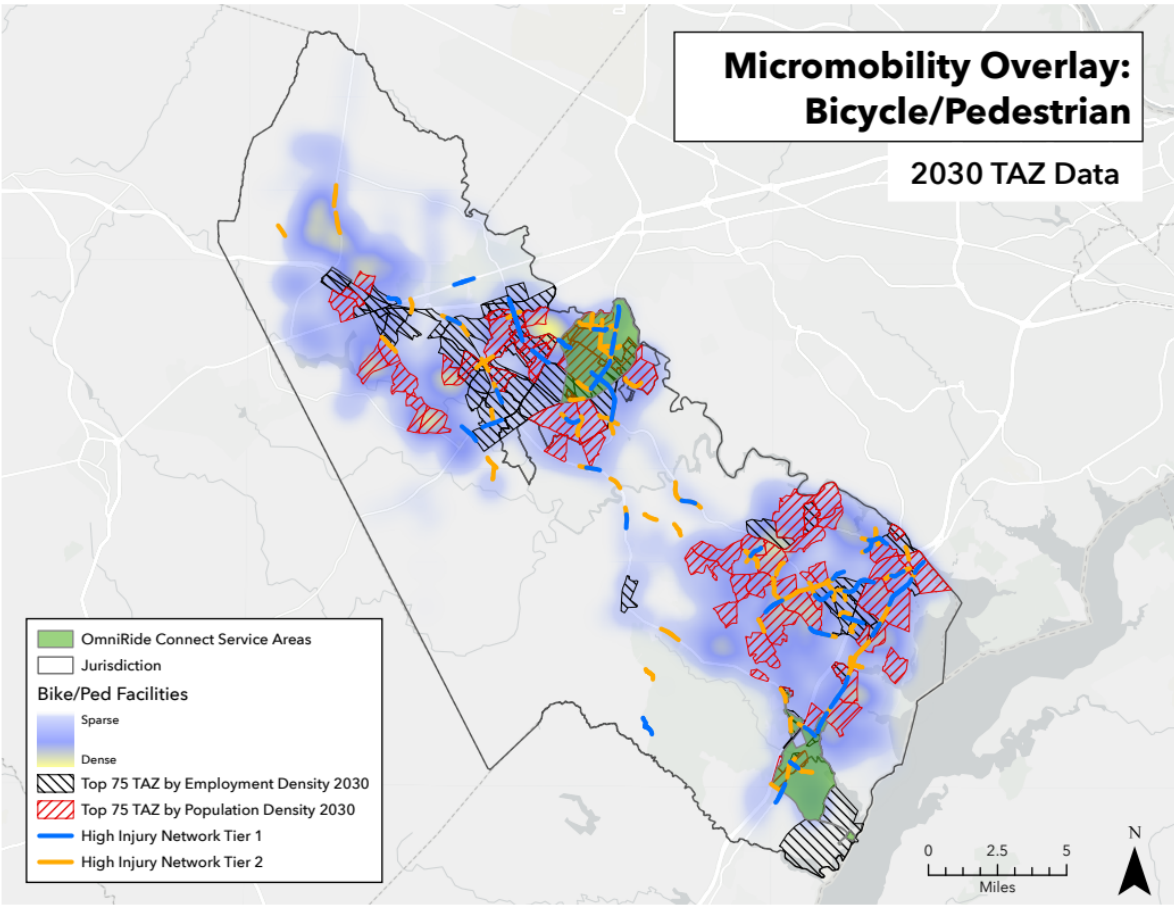 Micromobility Overlay:
Bicycle/Pedestrian
2030 TAZ Data
OmniRide Connect Service Areas
Jurisdiction
Bike/Ped Facilities
Sparse
Dense
Top 75 TAZ by Employment Density 2030
Top 75 TAZ by Population Density 2030
High Injury Network Tier 1
High Injury Network Tier 2
0 2.5 5
Miles
N